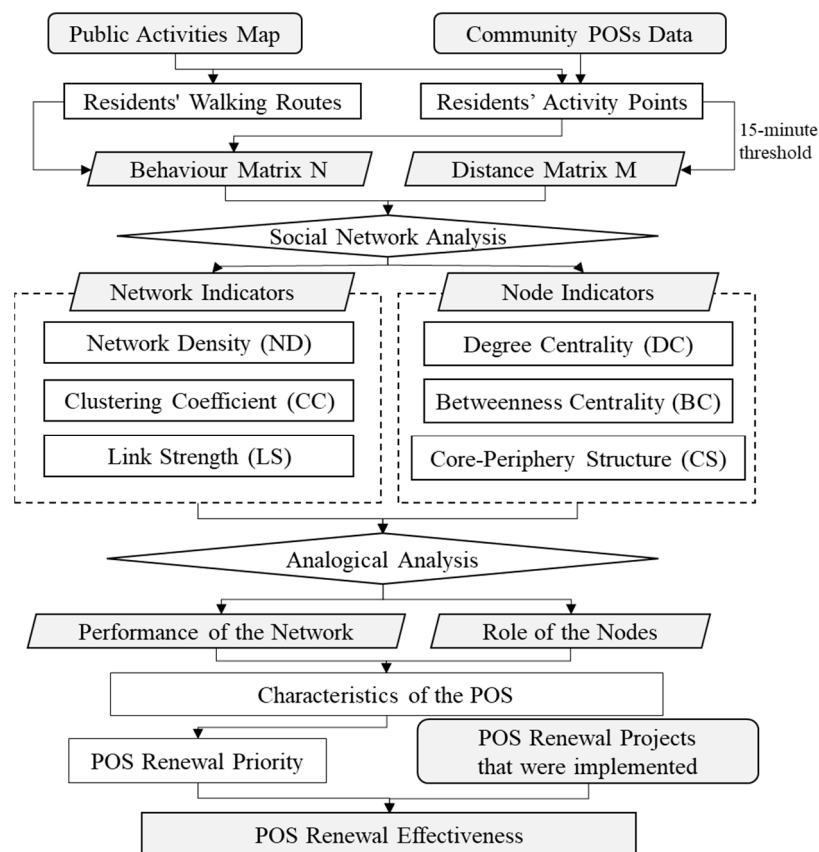 Public Activities Map
Community POSs Data
Residents' Walking Routes
Residents’ Activity Points
15-minute
threshold
Behaviour Matrix N
Distance Matrix M
Social Network Analysis
Network Indicators
Node Indicators
Network Density (ND)
Degree Centrality (DC)
Clustering Coefficient (CC)
Betweenness Centrality (BC)
Link Strength (LS)
Core-Periphery Structure (CS)
Analogical Analysis
Performance of the Network
Role of the Nodes
Characteristics of the POS
POS Renewal Priority
POS Renewal Projects
that were implemented
POS Renewal Effectiveness